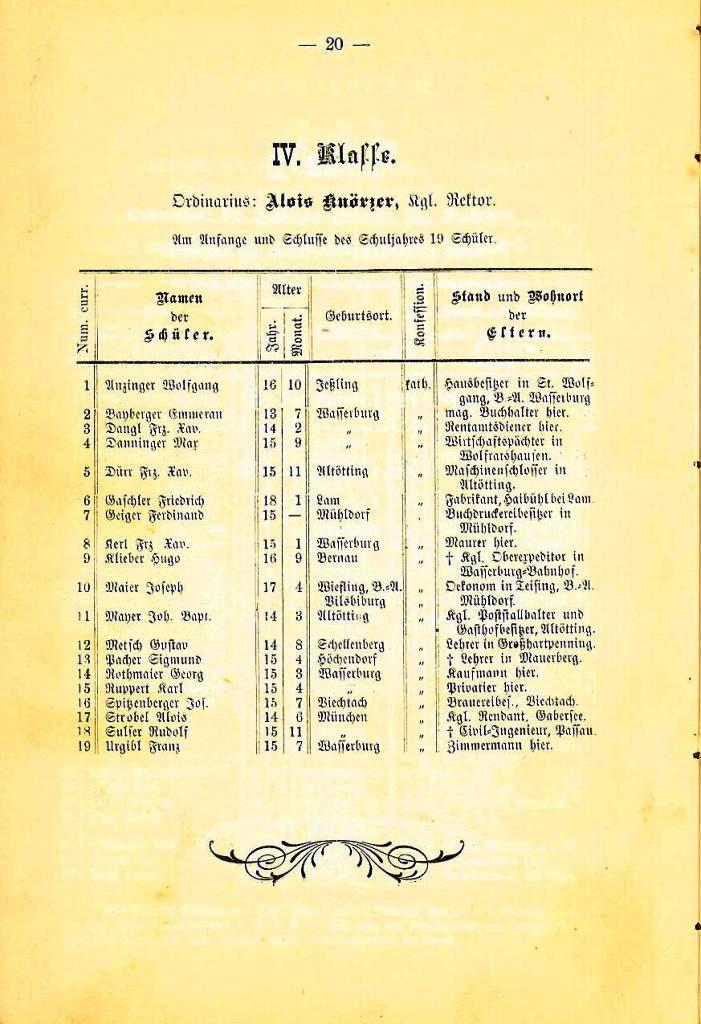 — 20 —
IV. Klasse.
Ordinarius: Alois Knörzer, Kgl. Rektor.
Am Anfange und Schlusse des Schuljahres 19 Schüler.
Num. curr. Namen der Schüler. Alter Jahr. Monat. Geburtsort. Konfession. Stand und Wohnort der Eltern.
1 Anzinger Wolfgang 16 10 Jeßling kath. Hausbesitzer in St. Wolf-
gang, B.-A. Wasserburg
2 Bayberger Emmeran 13 7 Wasserburg „ mag. Buchhalter hier.
3 Dangl Frz. Xav. 14 2 „ „ Rentamtsdiener hier.
4 Danninger Max 15 9 „ „ Wirtschaftspächter in
Wolfratshausen.
5 Dürr Frz. Xav. 15 11 Altötting „ Maschinenschlosser in
Altötting.
6 Gaschler Friedrich 18 1 Lam „ Fabrikant, Haibühl bei Lam.
7 Geiger Ferdinand 15 — Mühldorf „ Buchdruckereibesitzer in
Mühldorf.
8 Kerl Frz Xav. 15 1 Wasserburg „ Maurer hier.
9 Klieber Hugo 16 9 Bernau „ † Kgl. Oberexpeditor in
Wasserburg-Bahnhof.
10 Maier Joseph 17 4 Wiesling, B.-A. „ Oekonom in Teising, B.-A.
Vilsbiburg Mühldorf.
11 Mayer Joh. Bapt. 14 3 Altötting „ Kgl. Poststallhalter und
Gasthofbesitzer, Altötting.
12 Metsch Gustav 14 8 Schellenberg „ Lehrer in Großhartpenning.
13 Pacher Sigmund 15 4 Höchendorf „ † Lehrer in Mauerberg.
14 Rothmaier Georg 15 3 Wasserburg „ Kaufmann hier.
15 Ruppert Karl 15 4 „ „ Privatier hier.
16 Spitzenberger Jos. 15 7 Viechtach „ Brauereibes., Viechtach.
17 Strobel Alois 14 6 München „ Kgl. Rendant, Gabersee.
18 Sulser Rudolf 15 11 „ „ † Civil-Ingenieur, Passau.
19 Urgibl Franz 15 7 Wasserburg „ Zimmermann hier.